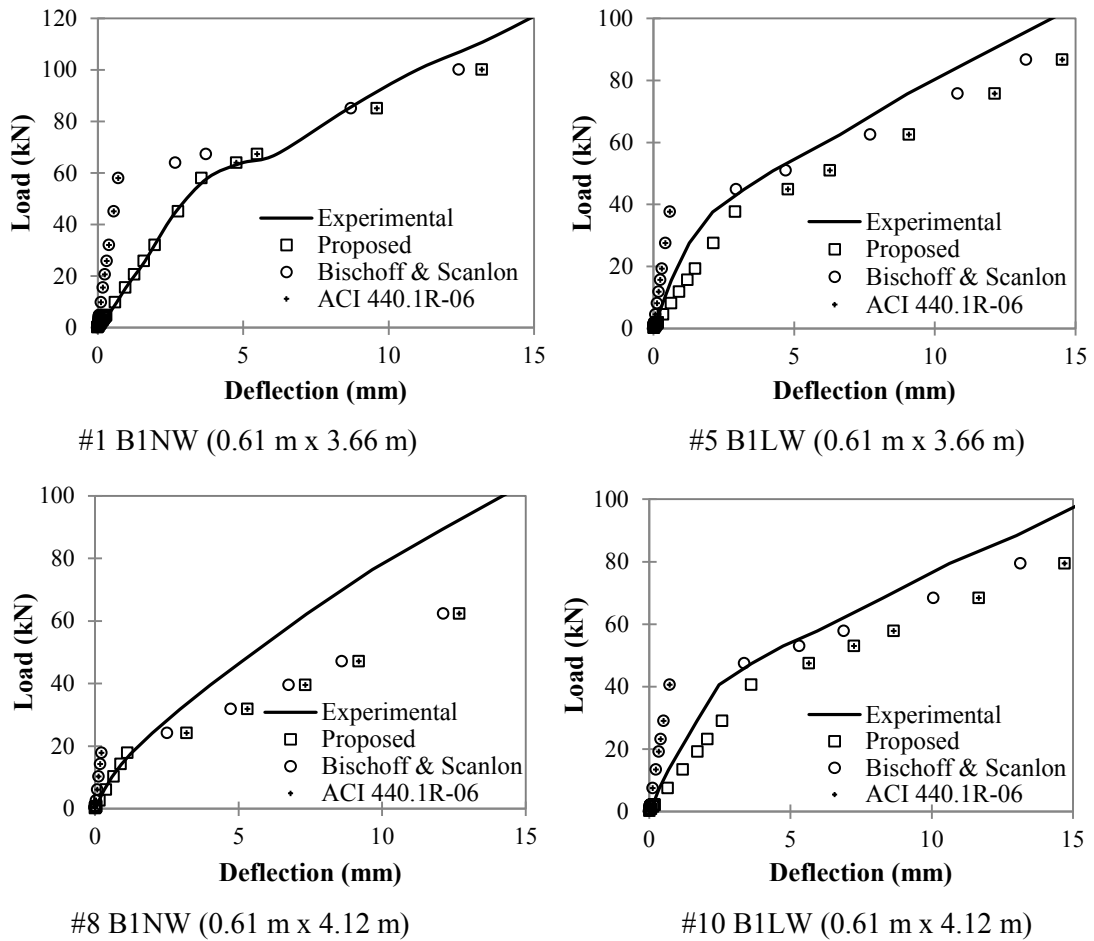 120
100
80
60
40
20
0
0 5 10 15
Load (kN)
Deflection (mm)
Experimental
Proposed
Bischoff & Scanlon
ACI 440.1R-06
#1 B1NW (0.61 m x 3.66 m)
100
80
60
40
20
0
0 5 10 15
Load (kN)
Deflection (mm)
Experimental
Proposed
Bischoff & Scanlon
ACI 440.1R-06
#5 B1LW (0.61 m x 3.66 m)
100
80
60
40
20
0
0 5 10 15
Load (kN)
Deflection (mm)
Experimental
Proposed
Bischoff & Scanlon
ACI 440.1R-06
#8 B1NW (0.61 m x 4.12 m)
100
80
60
40
20
0
0 5 10 15
Load (kN)
Deflection (mm)
Experimental
Proposed
Bischoff & Scanlon
ACI 440.1R-06
#10 B1LW (0.61 m x 4.12 m)